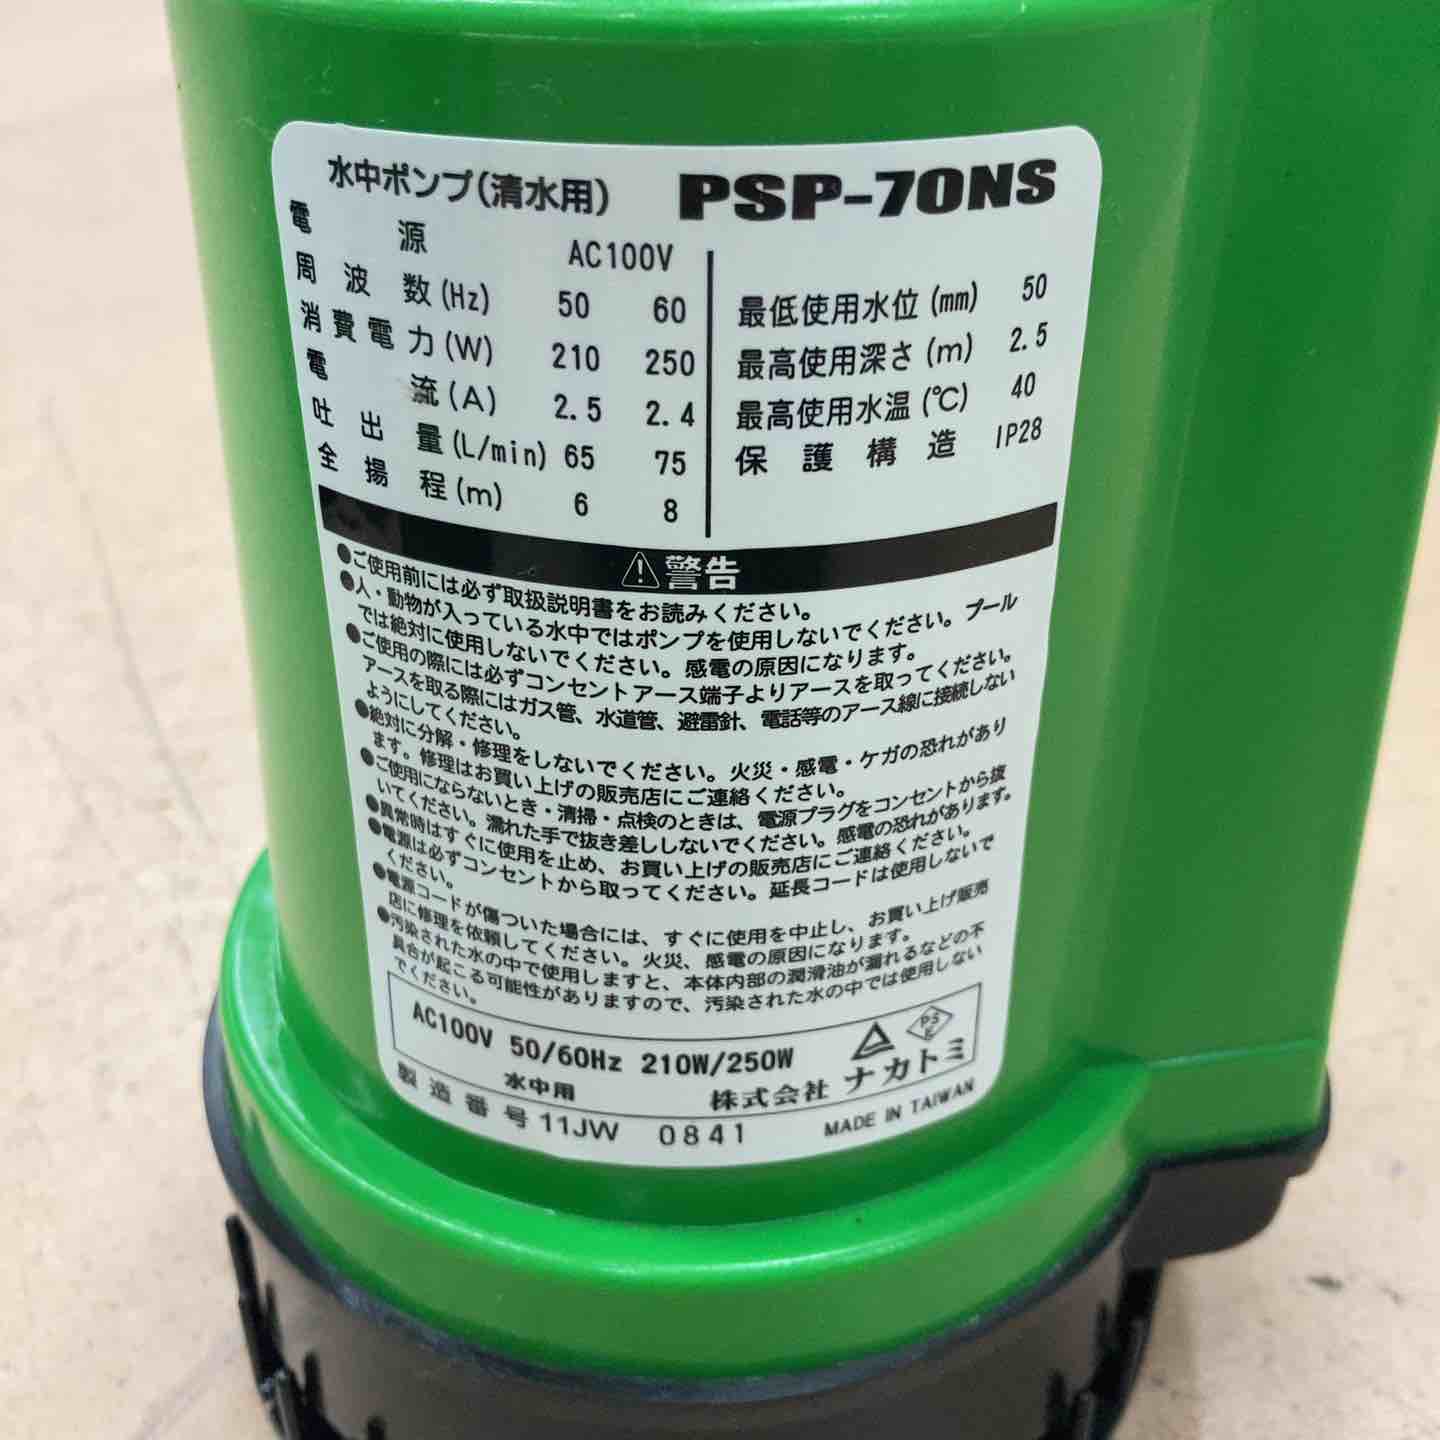 水中ポンプ(清水用) PSP-70NS
電源 AC100V
周波数(Hz) 50 60
消費電力(W) 210 250
電流(A) 2.5 2.4
吐出量(L/min) 65 75
全揚程(m) 6 8
最低使用水位(mm) 50
最高使用深さ(m) 2.5
最高使用水温(℃) 40
保護構造 IP28
警告
●ご使用前には必ず取扱説明書をお読みください。
●人・動物が入っている水中ではポンプを使用しないでください。プール
では絶対に使用しないでください。感電の原因になります。
●ご使用の際には必ずコンセントアース端子よりアースを取ってください。
アースを取る際にはガス管、水道管、避雷針、電話等のアース線に接続しない
ようにしてください。
●絶対に分解・修理をしないでください。火災・感電・ケガの恐れがあり
ます。修理はお買い上げの販売店にご連絡ください。
●ご使用にならないとき・清掃・点検のときは、電源プラグをコンセントから抜
いてください。濡れた手で抜き差ししないでください。感電の恐れがあります。
●異常時はすぐに使用を止め、お買い上げの販売店にご連絡ください。
●電源は必ずコンセントから取ってください。延長コードは使用しないで
ください。
●電源コードが傷ついた場合には、すぐに使用を中止し、お買い上げ販売
店に修理を依頼してください。火災、感電の原因になります。
●汚染された水の中で使用しますと、本体内部の潤滑油が漏れるなどの不
具合が起こる可能性がありますので、汚染された水の中では使用しない
でください。
AC100V 50/60Hz 210W/250W PSE
水中用 株式会社 ナカトミ
製造番号 11JW 0841 MADE IN TAIWAN